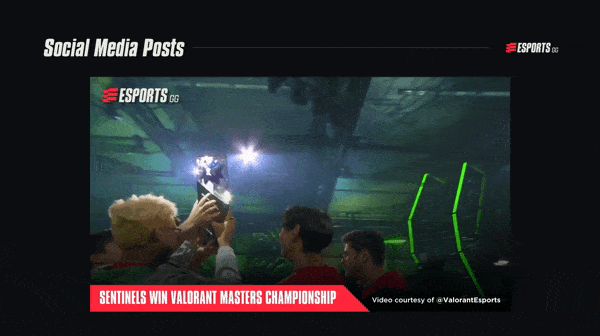 Social Media Posts
ESPORTS GG
ESPORTS GG
SENTINELS WIN VALORANT MASTERS CHAMPIONSHIP
Video courtesy of @ValorantEsports